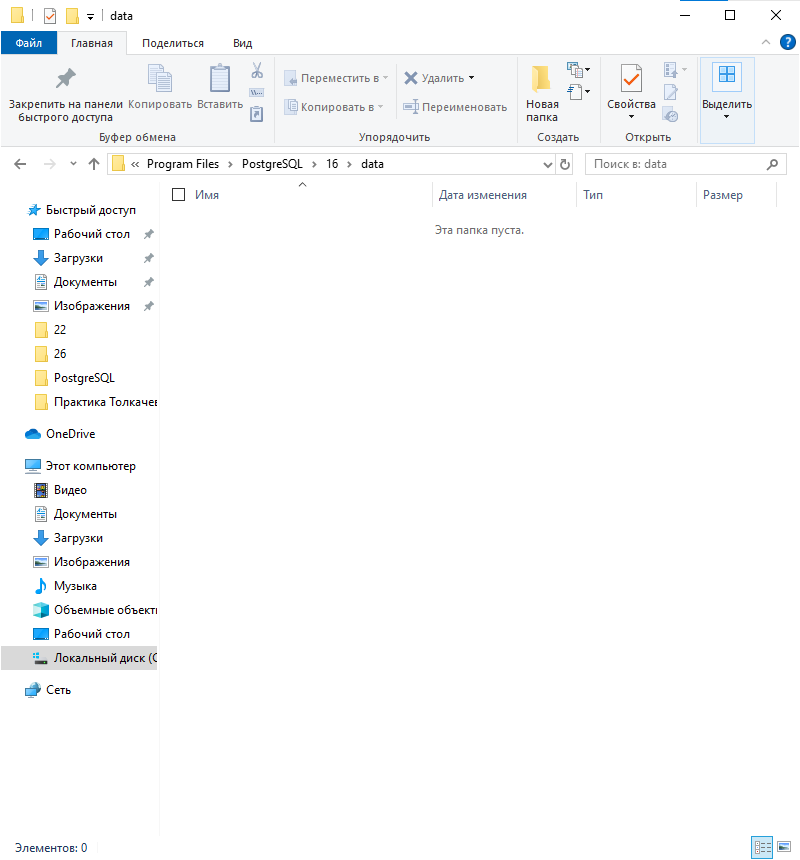 data
Файл Главная Поделиться Вид
Закрепить на панели быстрого доступа
Копировать
Вставить
Буфер обмена
Переместить в
Копировать в
Удалить
Переименовать
Упорядочить
Новая папка
Создать
Свойства
Открыть
Выделить
« Program Files › PostgreSQL › 16 › data
Поиск в: data
Имя Дата изменения Тип Размер
Эта папка пуста.
Быстрый доступ
Рабочий стол
Загрузки
Документы
Изображения
22
26
PostgreSQL
Практика Толкачев
OneDrive
Этот компьютер
Видео
Документы
Загрузки
Изображения
Музыка
Объемные объекты
Рабочий стол
Локальный диск (C
Сеть
Элементов: 0